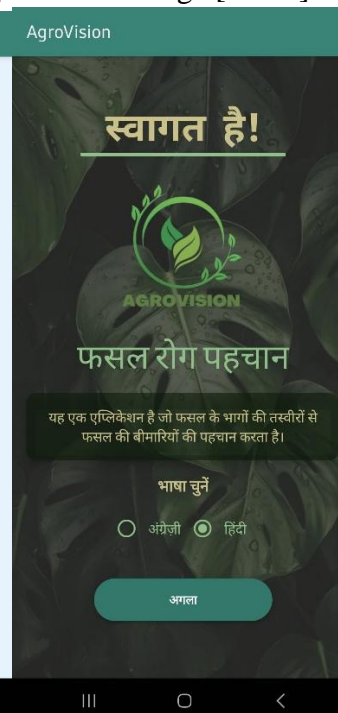 AgroVision
स्वागत है!
AGROVISION
फसल रोग पहचान
यह एक एप्लिकेशन है जो फसल के भागों की तस्वीरों से
फसल की बीमारियों की पहचान करता है।
भाषा चुनें
अंग्रेज़ी हिंदी
अगला